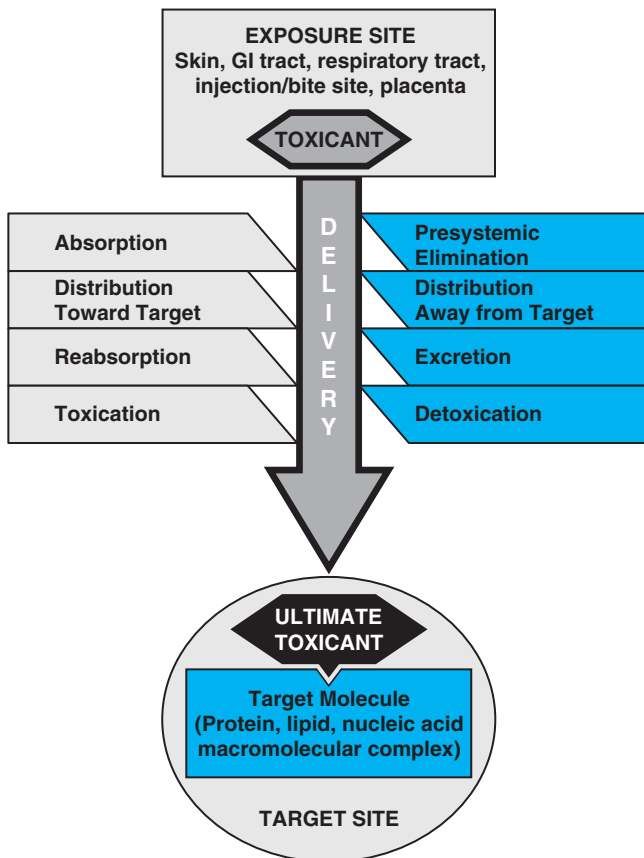 EXPOSURE SITE
Skin, GI tract, respiratory tract,
injection/bite site, placenta
TOXICANT
DELIVERY
Absorption
Presystemic
Elimination
Distribution
Toward Target
Distribution
Away from Target
Reabsorption
Excretion
Toxication
Detoxication
ULTIMATE
TOXICANT
Target Molecule
(Protein, lipid, nucleic acid
macromolecular complex)
TARGET SITE